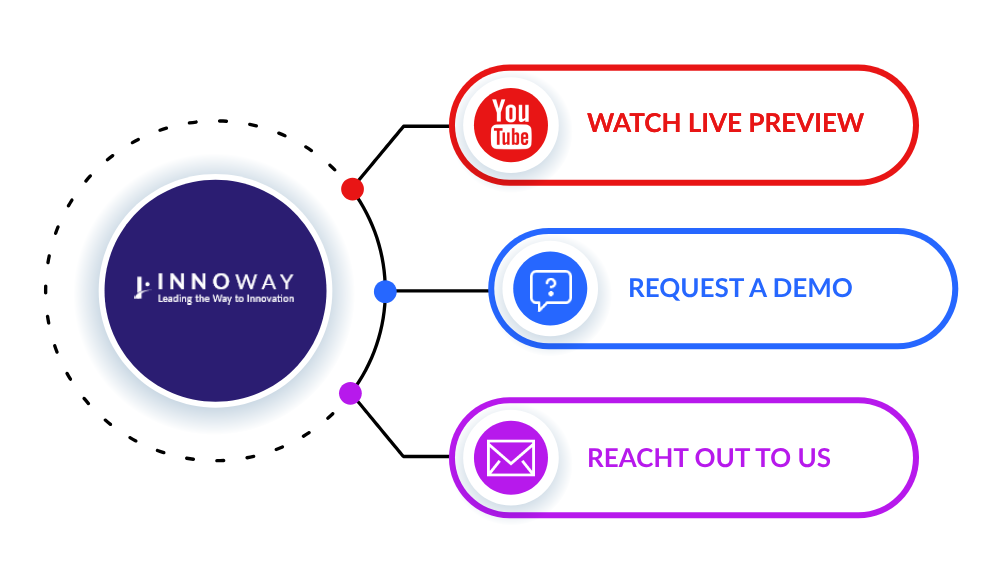 You
Tube
WATCH LIVE PREVIEW
INNOWAY
Leading the Way to Innovation
?
REQUEST A DEMO
REACHT OUT TO US